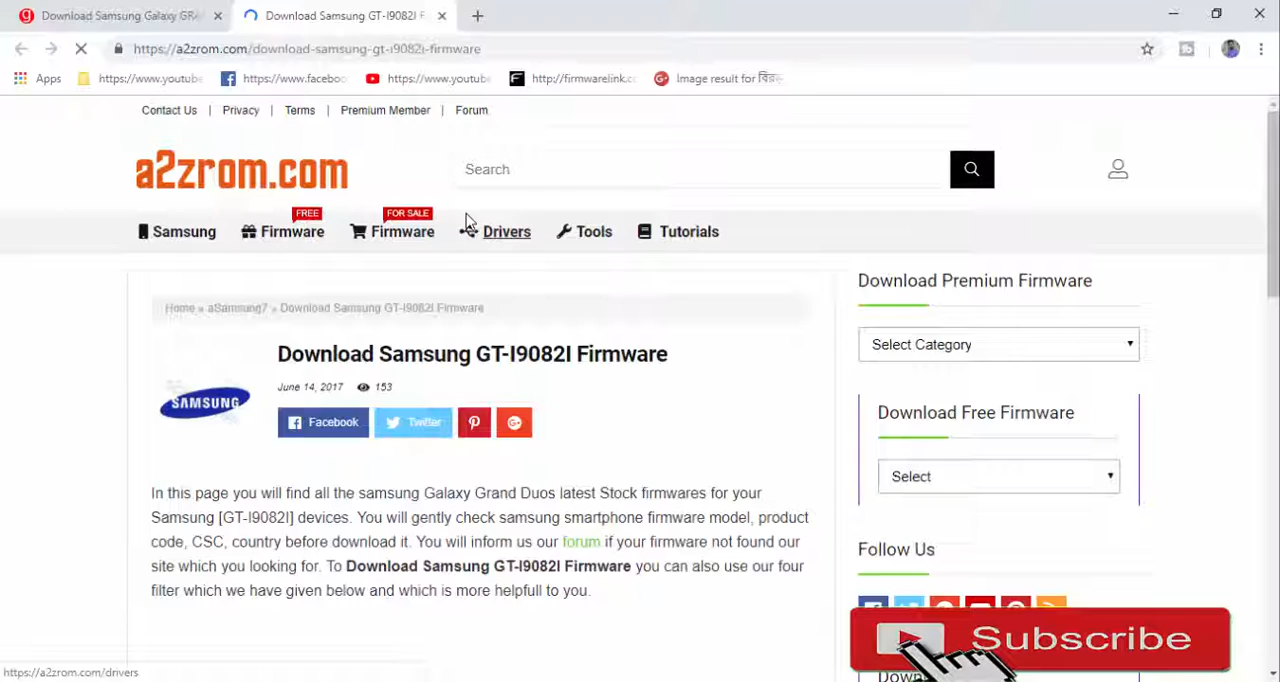 Download Samsung Galaxy GRA
Download Samsung GT-I9082I F
https://a2zrom.com/download-samsung-gt-i9082i-firmware
Apps
https://www.youtube
https://www.facebo
https://www.youtub
http://firmwarelink.c
Image result for বির
Contact Us | Privacy | Terms | Premium Member | Forum
a2zrom.com
Search
FREE
FOR SALE
Samsung Firmware Firmware Drivers Tools Tutorials
Home » aSamsung7 » Download Samsung GT-I9082I Firmware
Download Samsung GT-I9082I Firmware
June 14, 2017 153
SAMSUNG
Facebook Twitter
In this page you will find all the samsung Galaxy Grand Duos latest Stock firmwares for your
Samsung [GT-I9082I] devices. You will gently check samsung smartphone firmware model, product
code, CSC, country before download it. You will inform us our forum if your firmware not found our
site which you looking for. To Download Samsung GT-I9082I Firmware you can also use our four
filter which we have given below and which is more helpfull to you.
Download Premium Firmware
Select Category
Download Free Firmware
Select
Follow Us
Subscribe
https://a2zrom.com/drivers